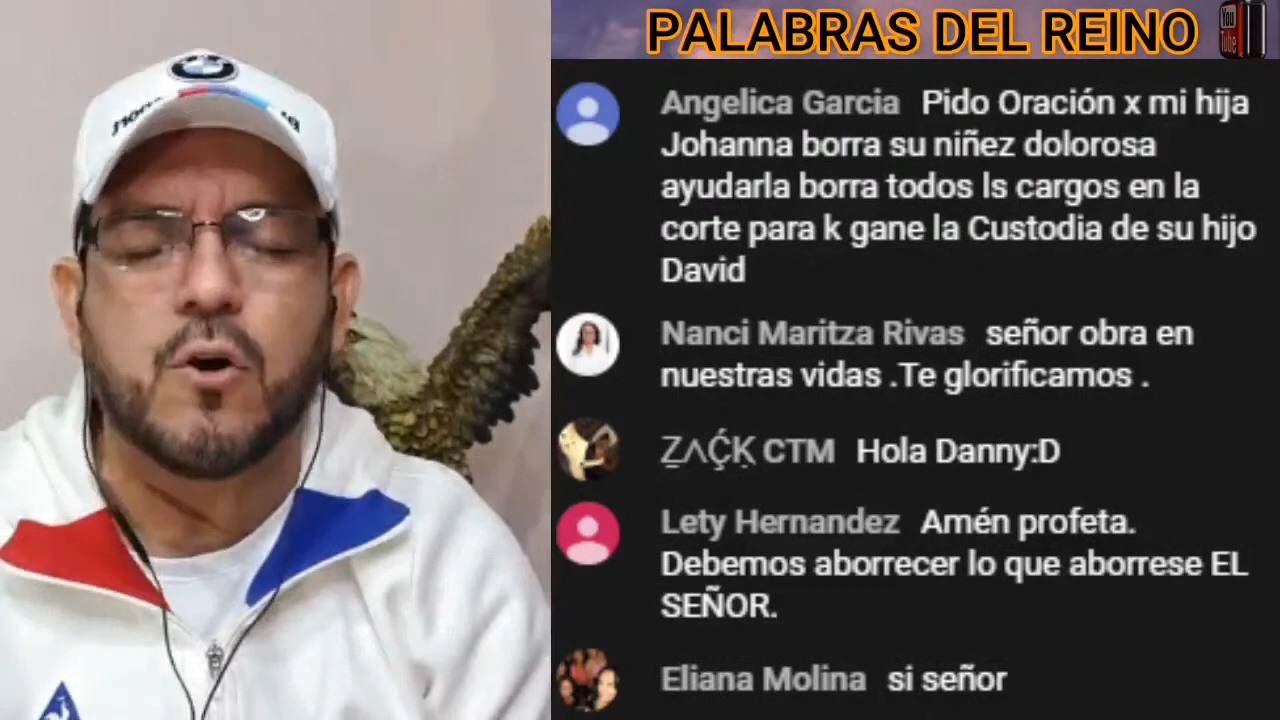 PALABRAS DEL REINO
You
Tube
Angelica Garcia Pido Oración x mi hija
Johanna borra su niñez dolorosa
ayudarla borra todos ls cargos en la
corte para k gane la Custodia de su hijo
David
Nanci Maritza Rivas señor obra en
nuestras vidas .Te glorificamos .
CTM Hola Danny:D
Lety Hernandez Amén profeta.
Debemos aborrecer lo que aborrese EL
SEÑOR.
Eliana Molina si señor